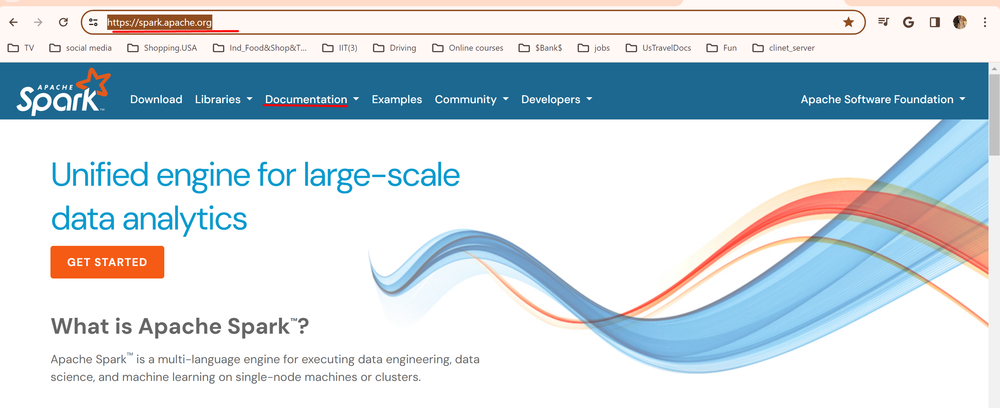 https://spark.apache.org
TV social media Shopping.USA Ind_Food&Shop&T... IIT(3) Driving Online courses $Bank$ jobs UsTravelDocs Fun clinet_server
APACHE
Spark™
Download Libraries Documentation Examples Community Developers Apache Software Foundation
Unified engine for large-scale
data analytics
GET STARTED
What is Apache Spark™?
Apache Spark™ is a multi-language engine for executing data engineering, data
science, and machine learning on single-node machines or clusters.